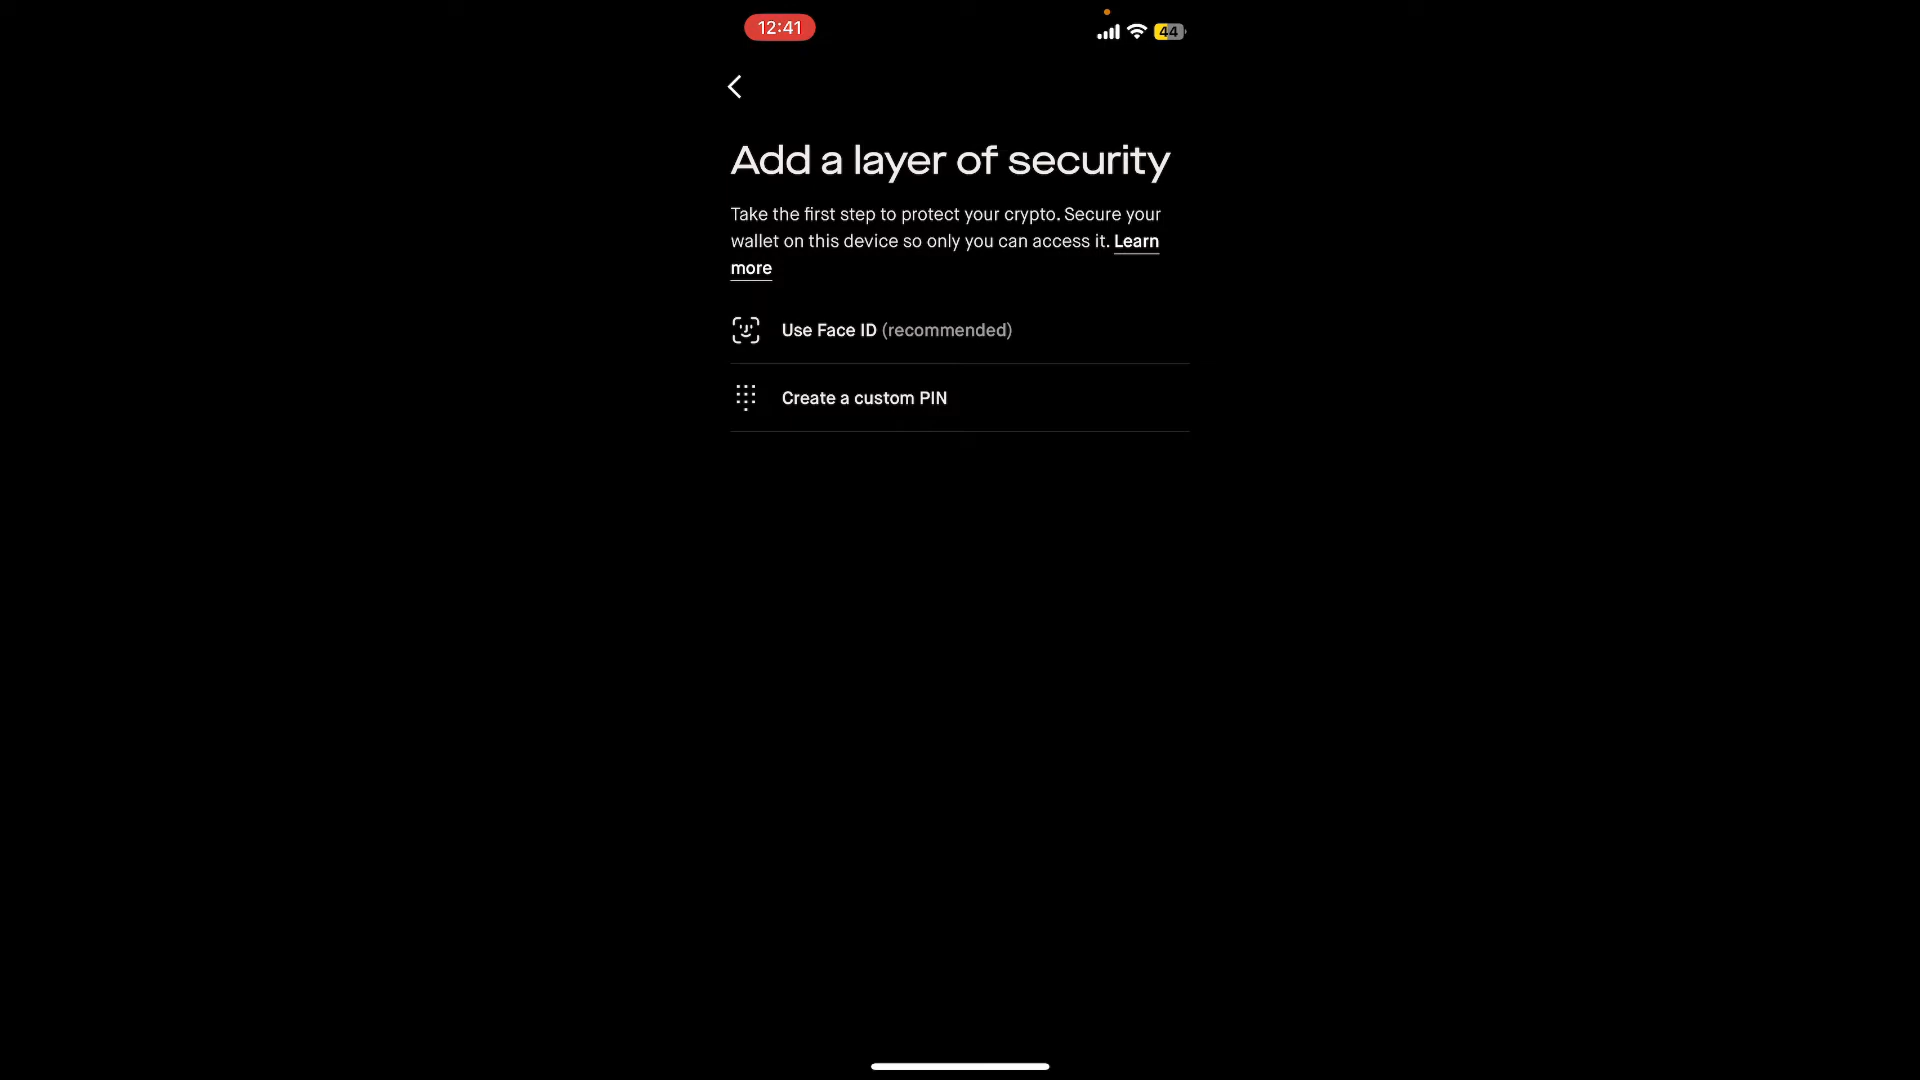 12:41
44
Add a layer of security
Take the first step to protect your crypto. Secure your
wallet on this device so only you can access it. Learn
more
Use Face ID (recommended)
Create a custom PIN